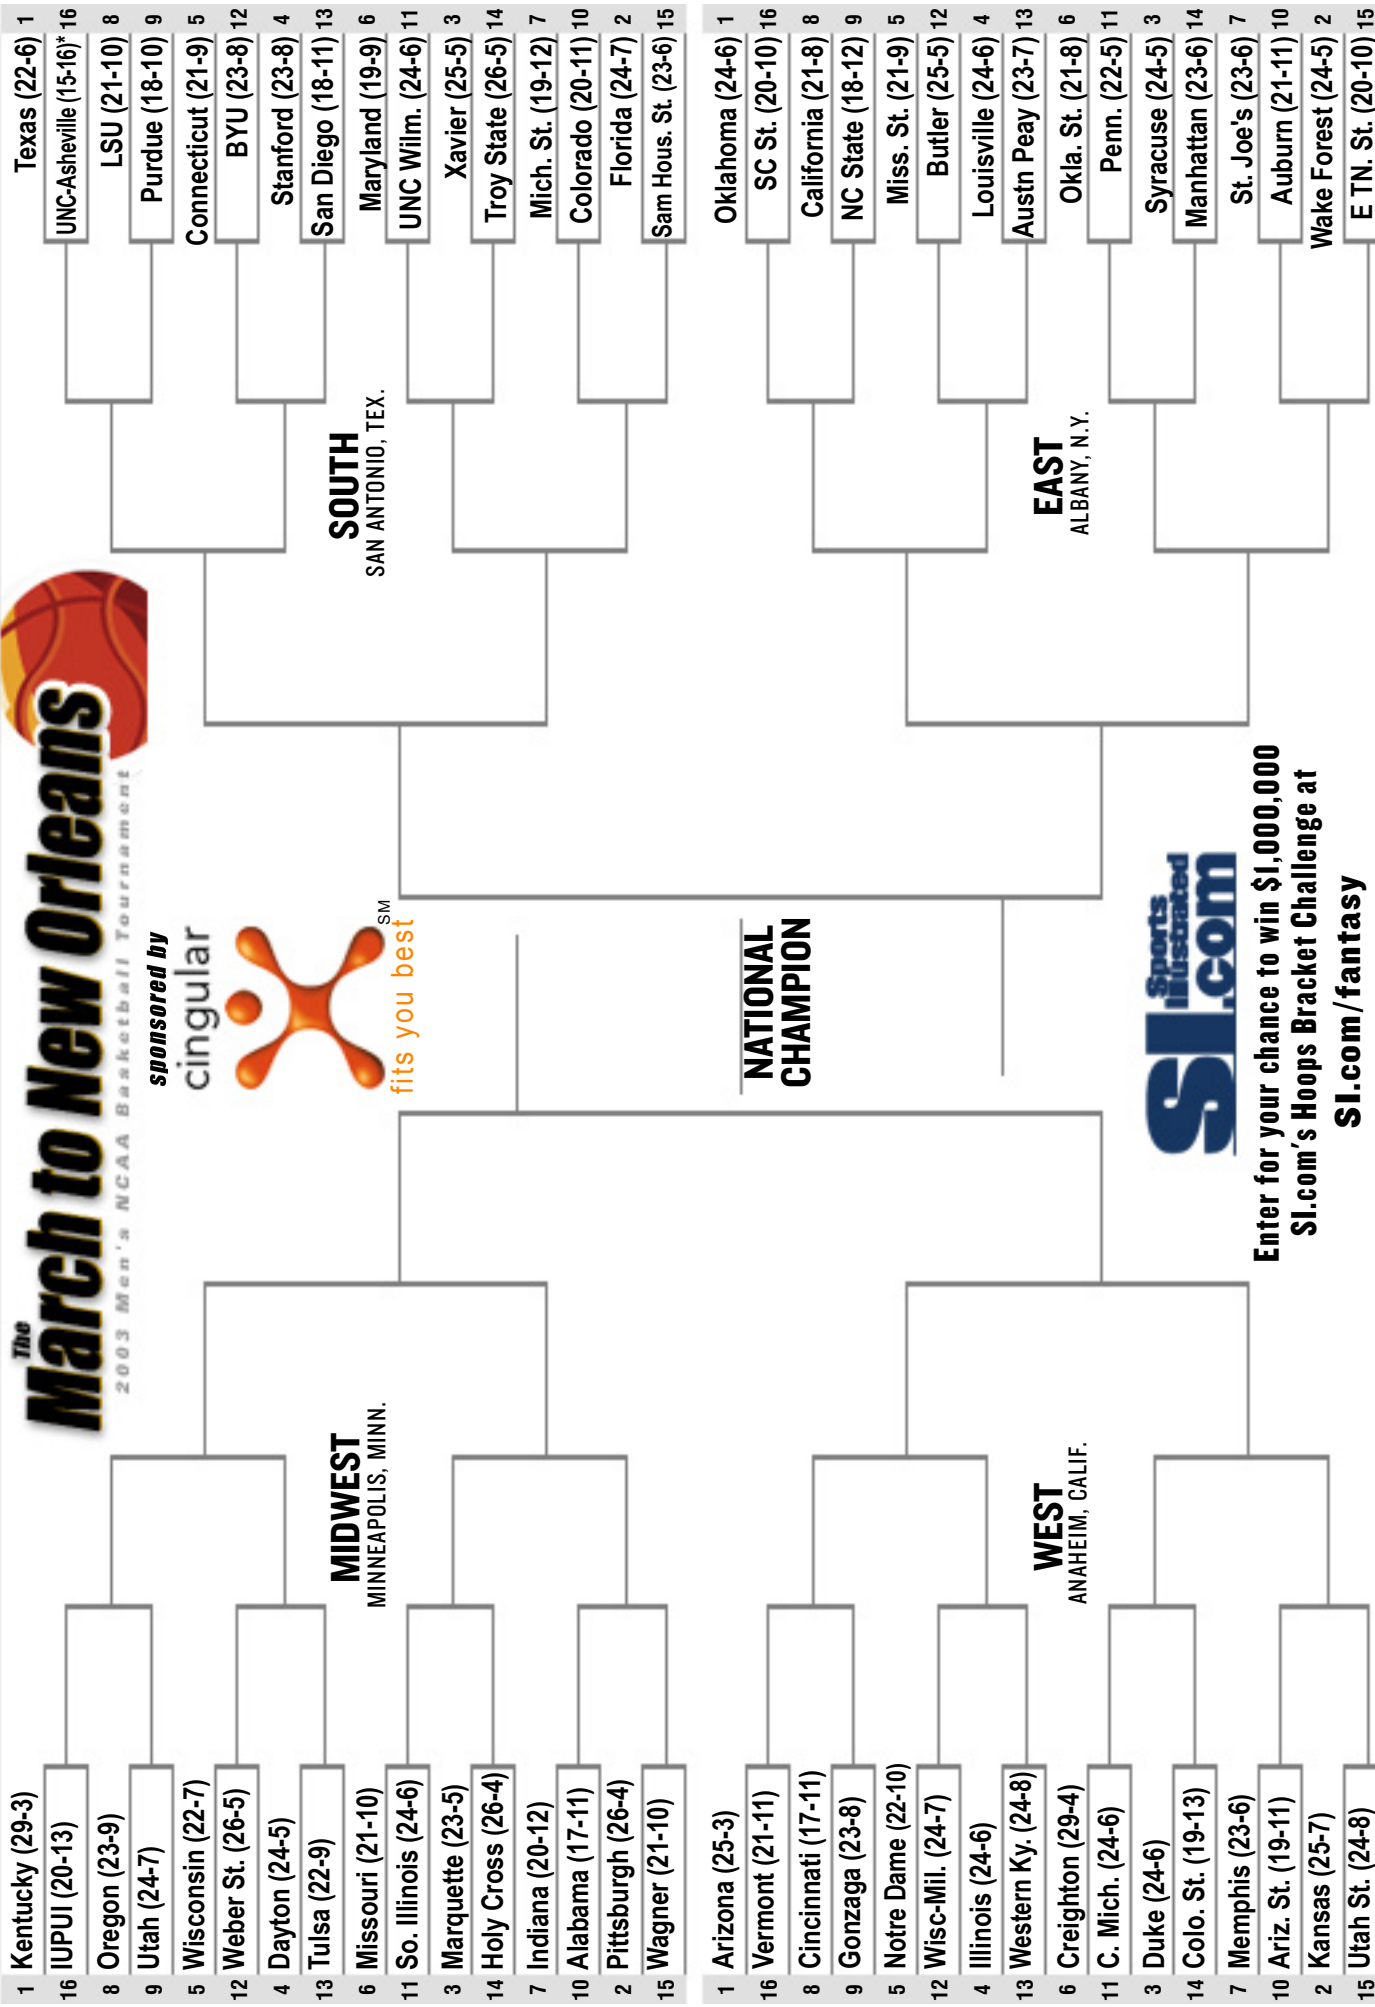 The
March to New Orleans
2003 Men's NCAA Basketball Tournament
sponsored by
cingular
SM
fits you best
1 Kentucky (29-3)
16 IUPUI (20-13)
8 Oregon (23-9)
9 Utah (24-7)
5 Wisconsin (22-7)
12 Weber St. (26-5)
4 Dayton (24-5)
13 Tulsa (22-9)
6 Missouri (21-10)
11 So. Illinois (24-6)
3 Marquette (23-5)
14 Holy Cross (26-4)
7 Indiana (20-12)
10 Alabama (17-11)
2 Pittsburgh (26-4)
15 Wagner (21-10)
MIDWEST
MINNEAPOLIS, MINN.
1 Arizona (25-3)
16 Vermont (21-11)
8 Cincinnati (17-11)
9 Gonzaga (23-8)
5 Notre Dame (22-10)
12 Wisc-Mil. (24-7)
4 Illinois (24-6)
13 Western Ky. (24-8)
6 Creighton (29-4)
11 C. Mich. (24-6)
3 Duke (24-6)
14 Colo. St. (19-13)
7 Memphis (23-6)
10 Ariz. St. (19-11)
2 Kansas (25-7)
15 Utah St. (24-8)
WEST
ANAHEIM, CALIF.
NATIONAL
CHAMPION
Texas (22-6) 1
UNC-Asheville (15-16)* 16
LSU (21-10) 8
Purdue (18-10) 9
Connecticut (21-9) 5
BYU (23-8) 12
Stanford (23-8) 4
San Diego (18-11) 13
Maryland (19-9) 6
UNC Wilm. (24-6) 11
Xavier (25-5) 3
Troy State (26-5) 14
Mich. St. (19-12) 7
Colorado (20-11) 10
Florida (24-7) 2
Sam Hous. St. (23-6) 15
SOUTH
SAN ANTONIO, TEX.
Oklahoma (24-6) 1
SC St. (20-10) 16
California (21-8) 8
NC State (18-12) 9
Miss. St. (21-9) 5
Butler (25-5) 12
Louisville (24-6) 4
Austn Peay (23-7) 13
Okla. St. (21-8) 6
Penn. (22-5) 11
Syracuse (24-5) 3
Manhattan (23-6) 14
St. Joe's (23-6) 7
Auburn (21-11) 10
Wake Forest (24-5) 2
E TN. St. (20-10) 15
EAST
ALBANY, N.Y.
SI Sports
Illustrated
.com
Enter for your chance to win $1,000,000
SI.com's Hoops Bracket Challenge at
SI.com/fantasy